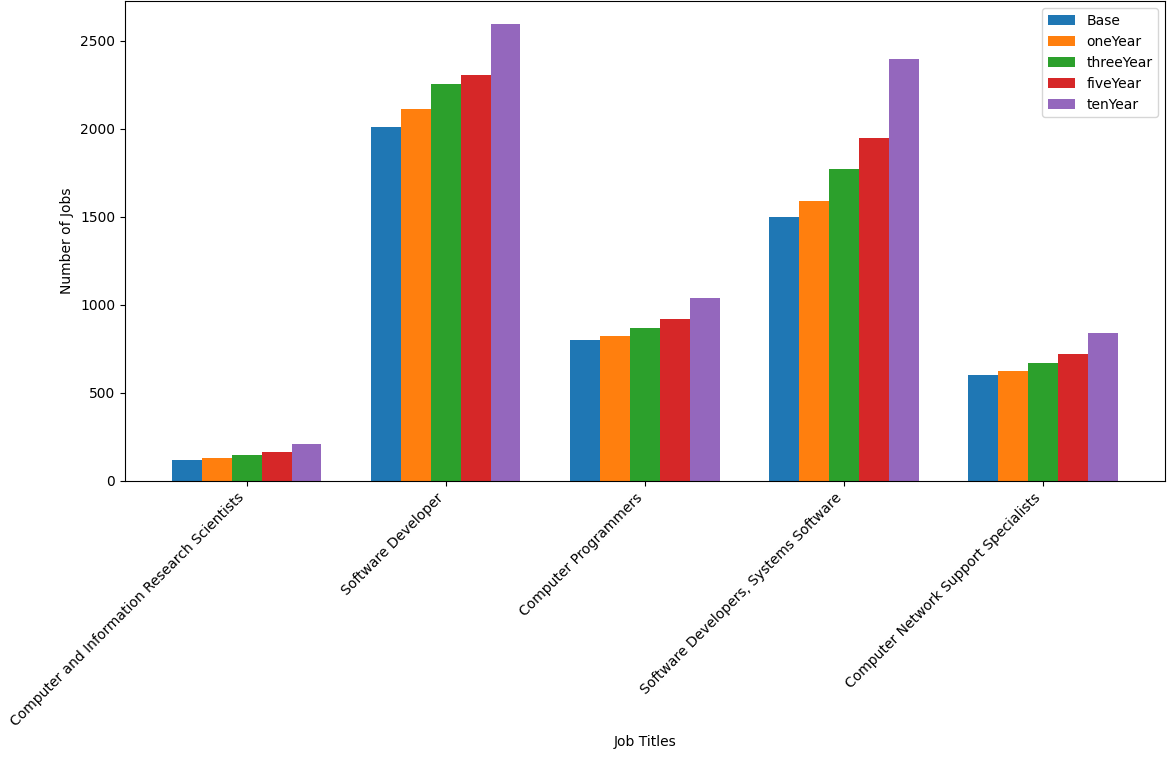 Base
oneYear
threeYear
fiveYear
tenYear
2500
2000
1500
1000
500
0
Number of Jobs
Computer and Information Research Scientists
Software Developer
Computer Programmers
Software Developers, Systems Software
Computer Network Support Specialists
Job Titles